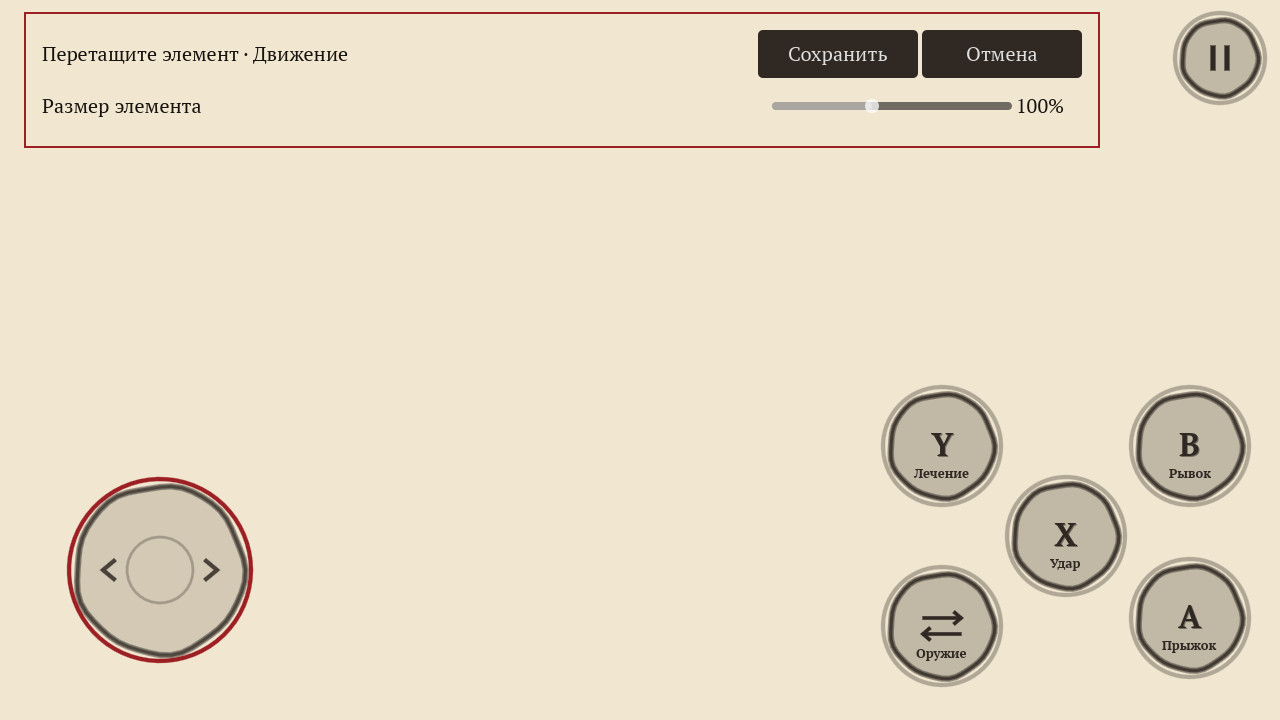 Перетащите элемент · Движение
Сохранить
Отмена
Размер элемента
100%
Y
Лечение
B
Рывок
X
Удар
Оружие
A
Прыжок